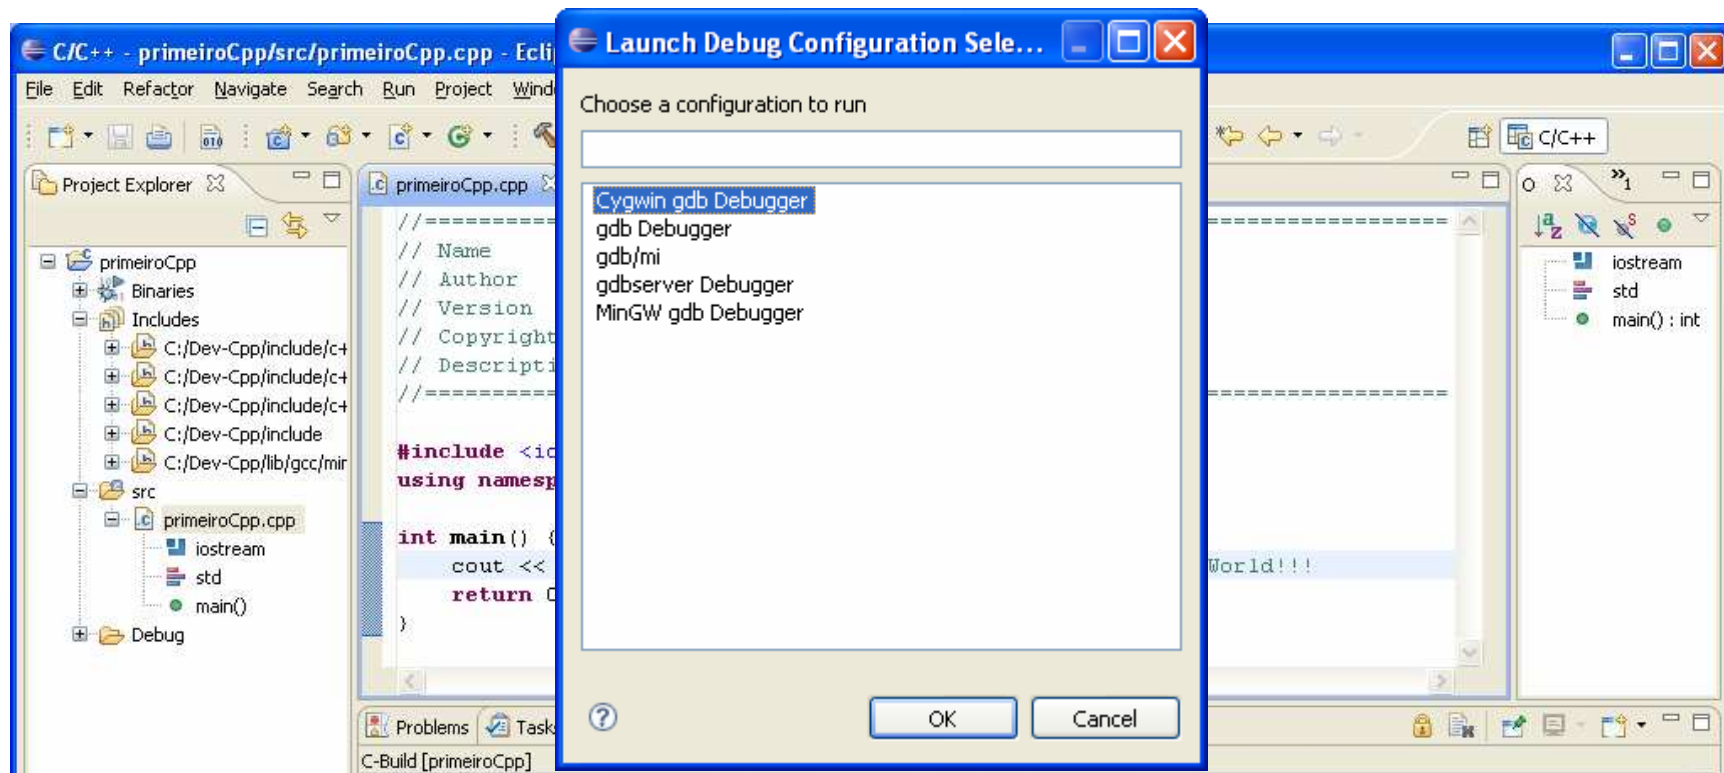 C/C++ - primeiroCpp/src/primeiroCpp.cpp - Ecli
File Edit Refactor Navigate Search Run Project Wind
C/C++
Project Explorer
primeiroCpp
Binaries
Includes
C:/Dev-Cpp/include/c+
C:/Dev-Cpp/include/c+
C:/Dev-Cpp/include/c+
C:/Dev-Cpp/include
C:/Dev-Cpp/lib/gcc/mir
src
primeiroCpp.cpp
iostream
std
main()
Debug
primeiroCpp.cpp
//==========
// Name
// Author
// Version
// Copyright
// Descripti
//==========
#include <io
using namesp
int main() {
cout <<
World!!!
return 0
}
Launch Debug Configuration Sele...
Choose a configuration to run
Cygwin gdb Debugger
gdb Debugger
gdb/mi
gdbserver Debugger
MinGW gdb Debugger
OK
Cancel
O
»1
iostream
std
main() : int
Problems
Task
C-Build [primeiroCpp]